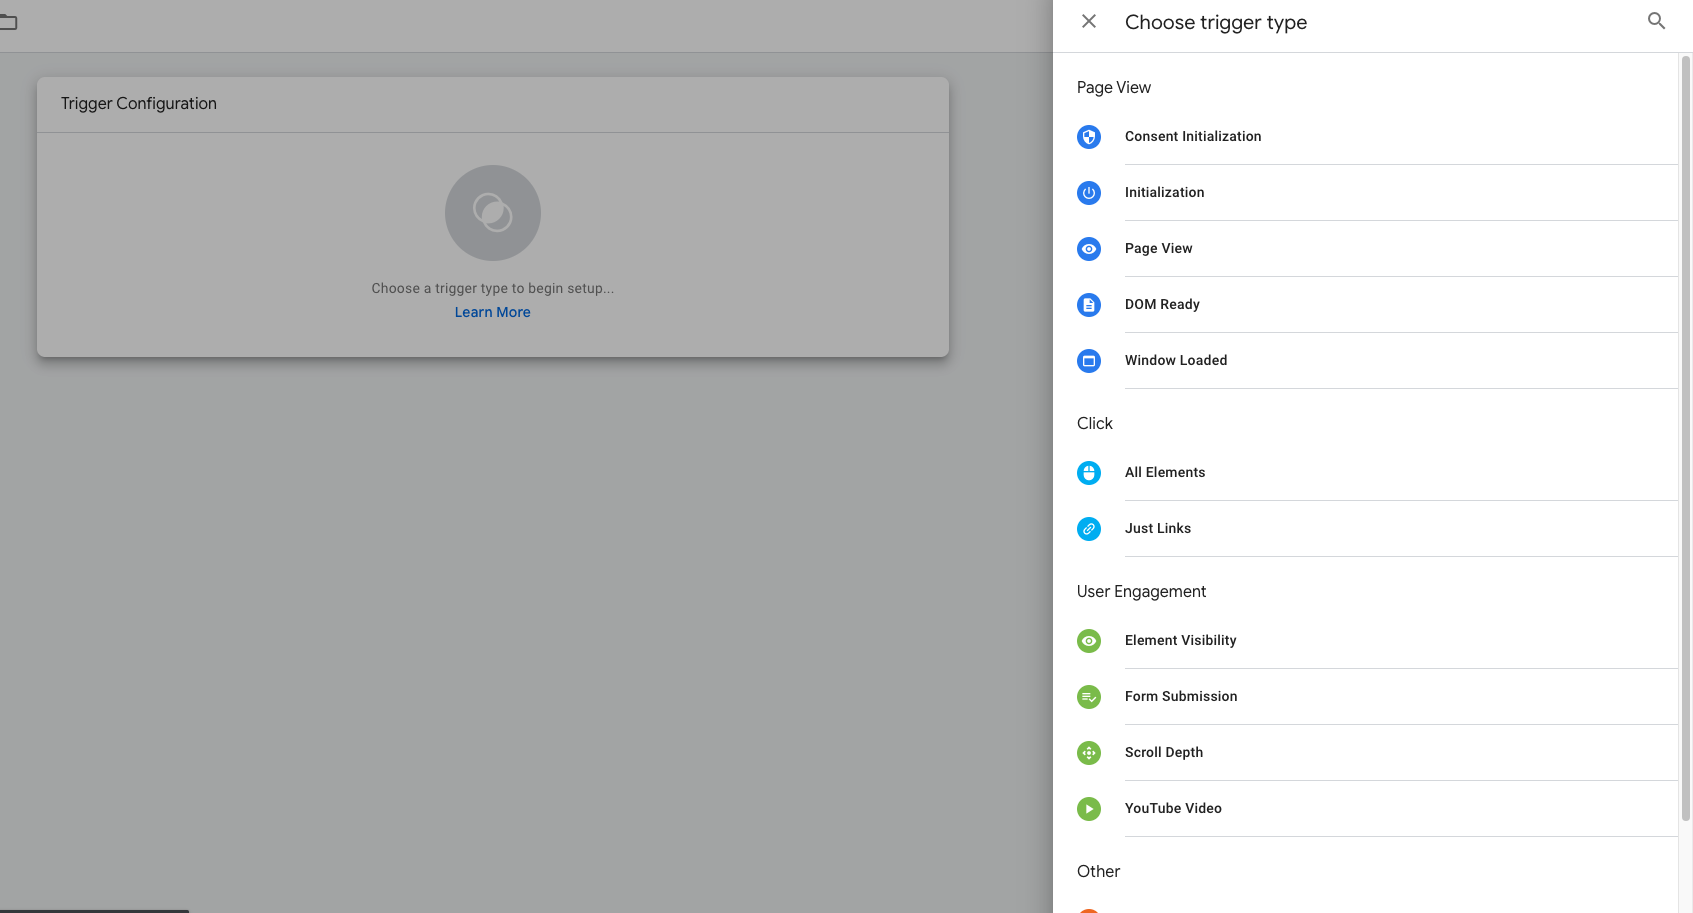 Choose trigger type
Trigger Configuration
Choose a trigger type to begin setup...
Learn More
Page View
Consent Initialization
Initialization
Page View
DOM Ready
Window Loaded
Click
All Elements
Just Links
User Engagement
Element Visibility
Form Submission
Scroll Depth
YouTube Video
Other